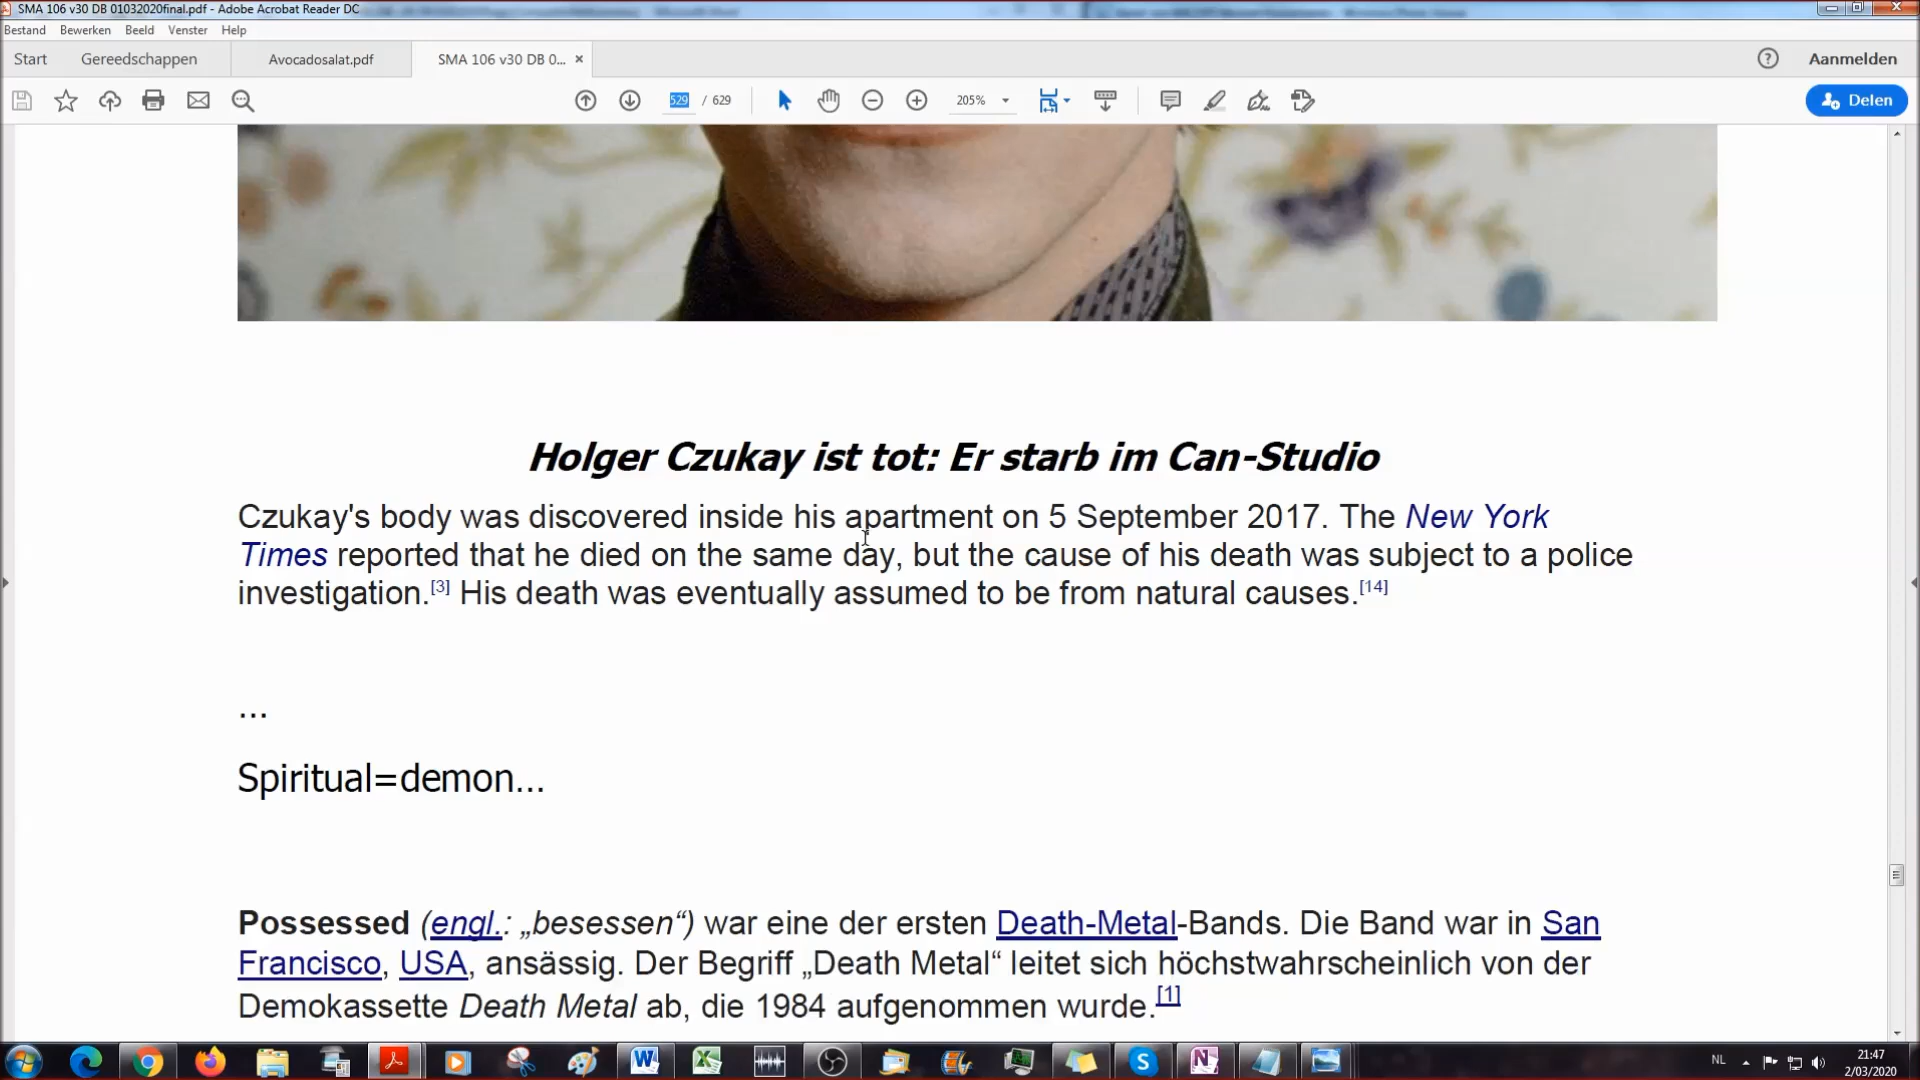 SMA 106 v30 DB 01032020final.pdf - Adobe Acrobat Reader DC
Bestand Bewerken Beeld Venster Help
Start Gereedschappen Avocadosalat.pdf SMA 106 v30 DB 0... × Aanmelden
529 / 629 205% Delen
Holger Czukay ist tot: Er starb im Can-Studio
Czukay's body was discovered inside his apartment on 5 September 2017. The New York
Times reported that he died on the same day, but the cause of his death was subject to a police
investigation.[3] His death was eventually assumed to be from natural causes.[14]
...
Spiritual=demon...
Possessed (engl.: „besessen“) war eine der ersten Death-Metal-Bands. Die Band war in San
Francisco, USA, ansässig. Der Begriff „Death Metal“ leitet sich höchstwahrscheinlich von der
Demokassette Death Metal ab, die 1984 aufgenommen wurde.[1]
NL 21:47
2/03/2020